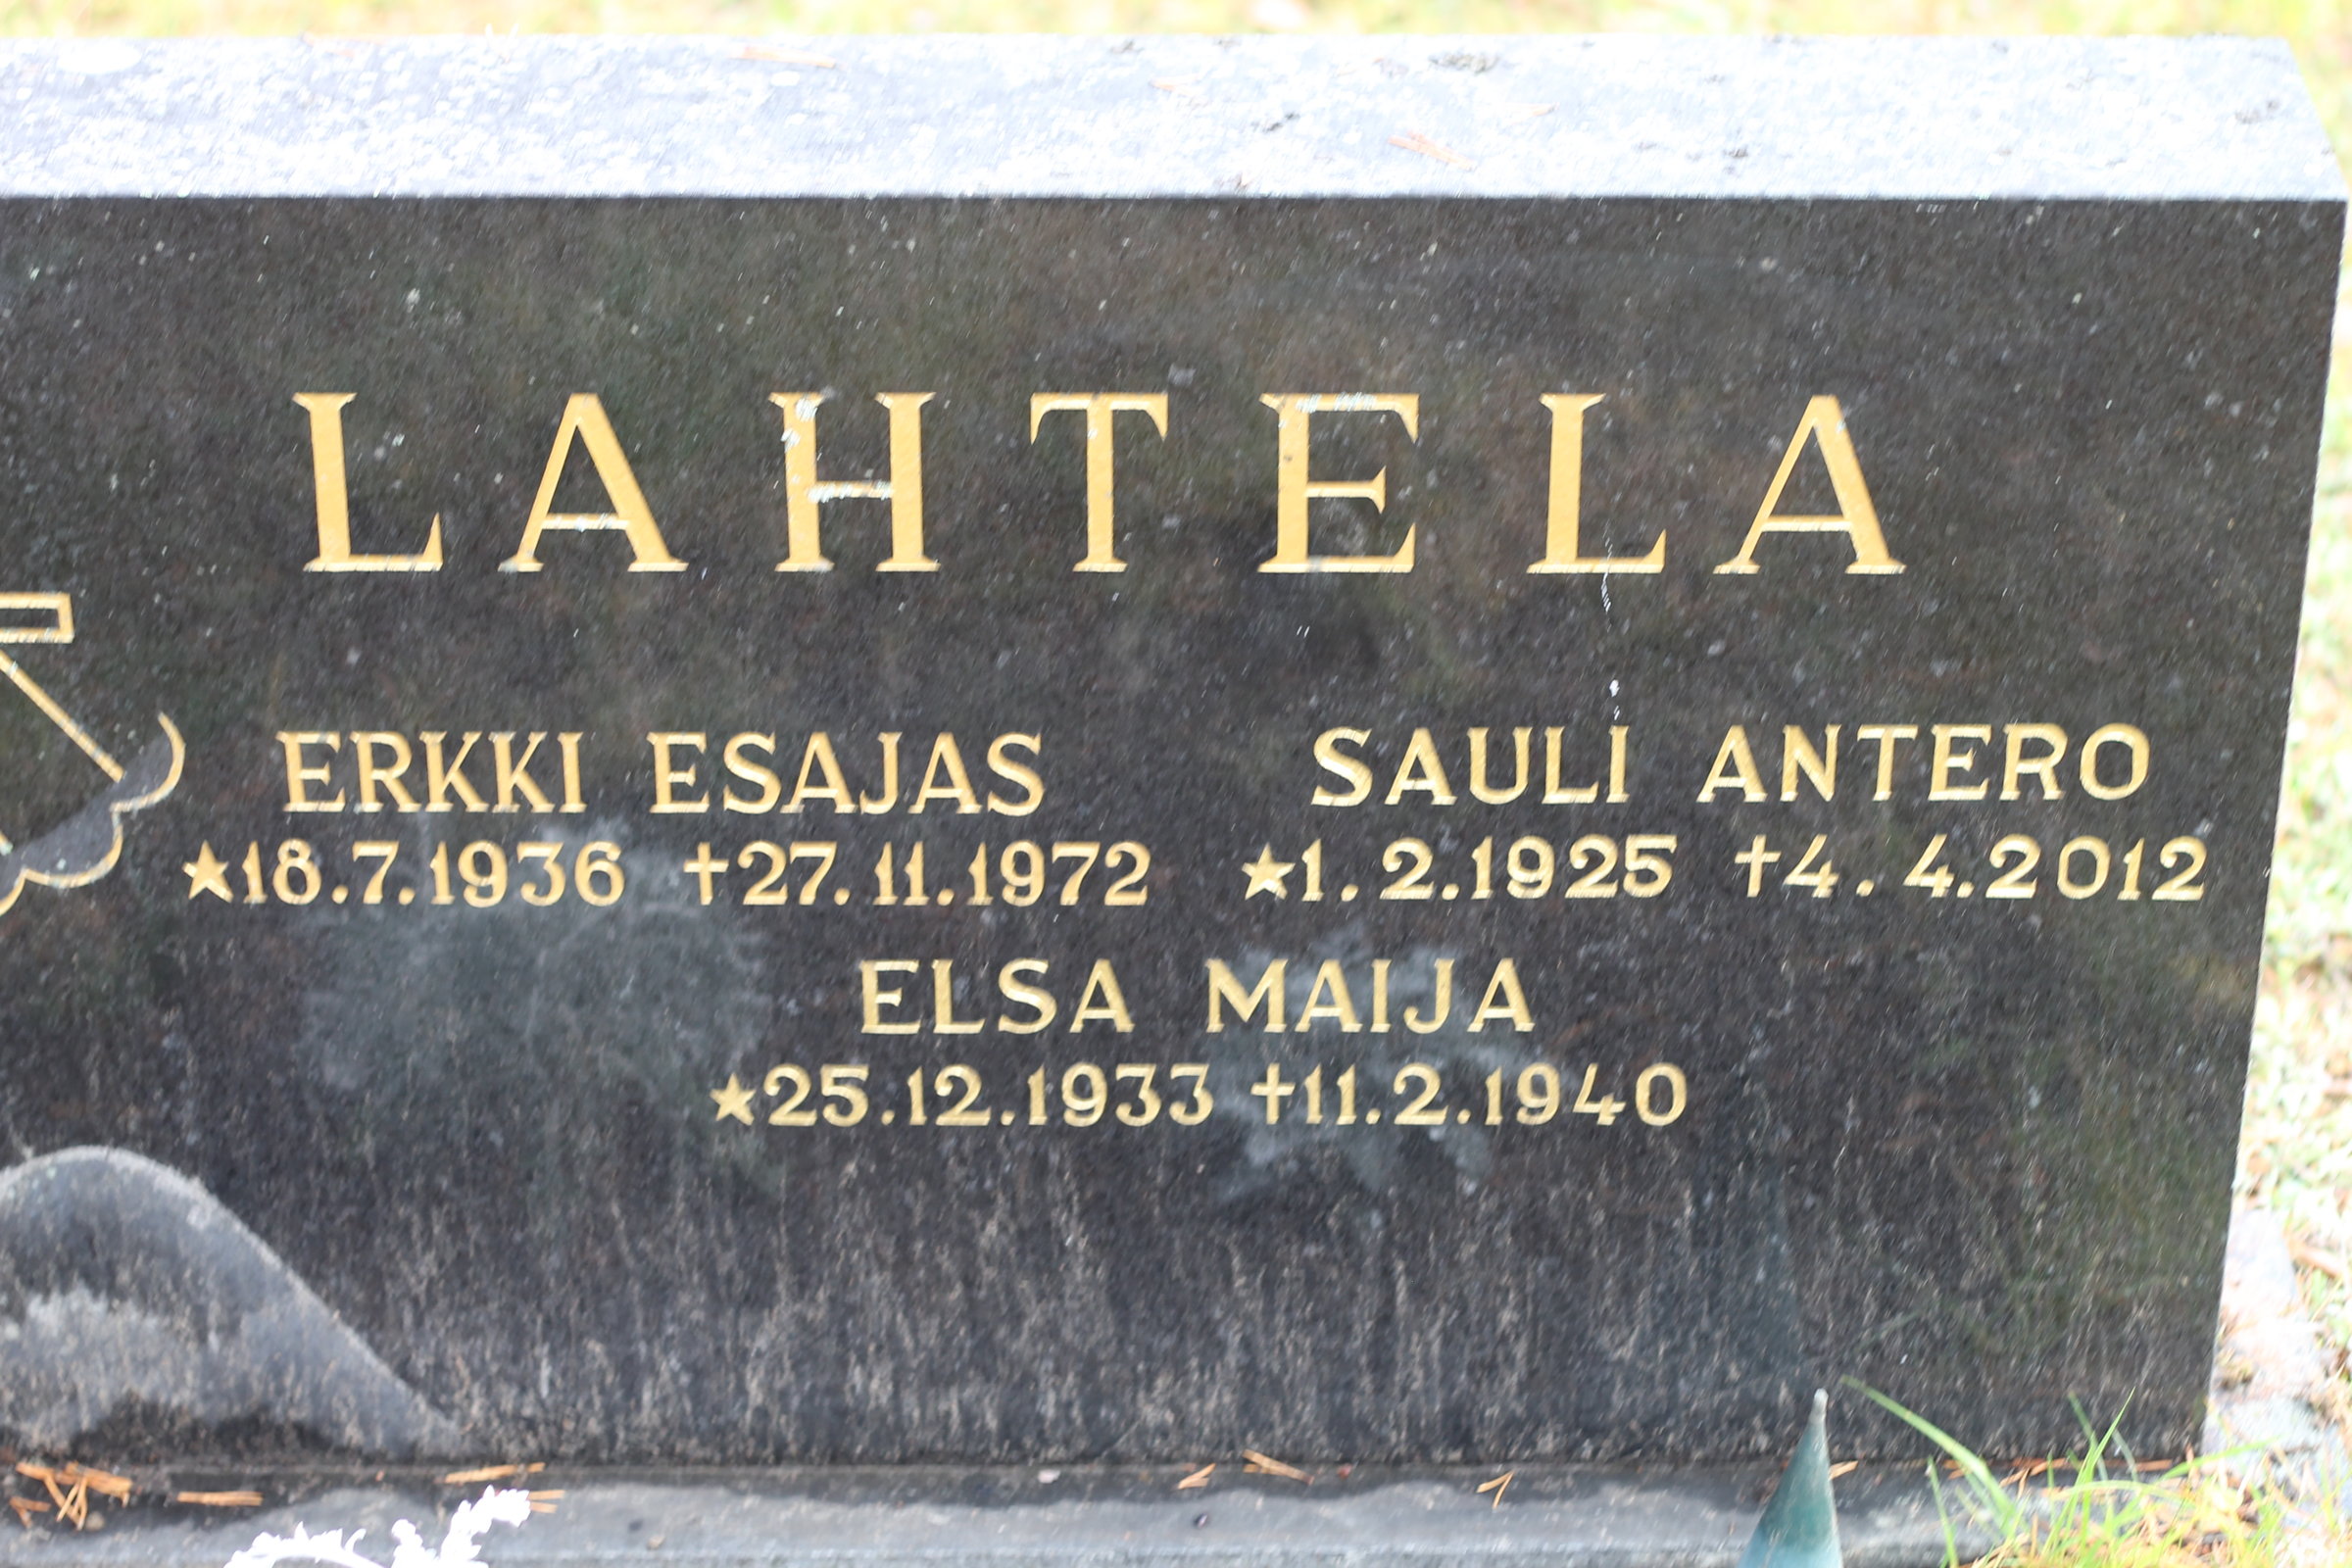 LAHTELA
ERKKI ESAJAS SAULI ANTERO
★18.7.1936 †27.11.1972 ★1.2.1925 †4.4.2012
ELSA MAIJA
★25.12.1933 †11.2.1940